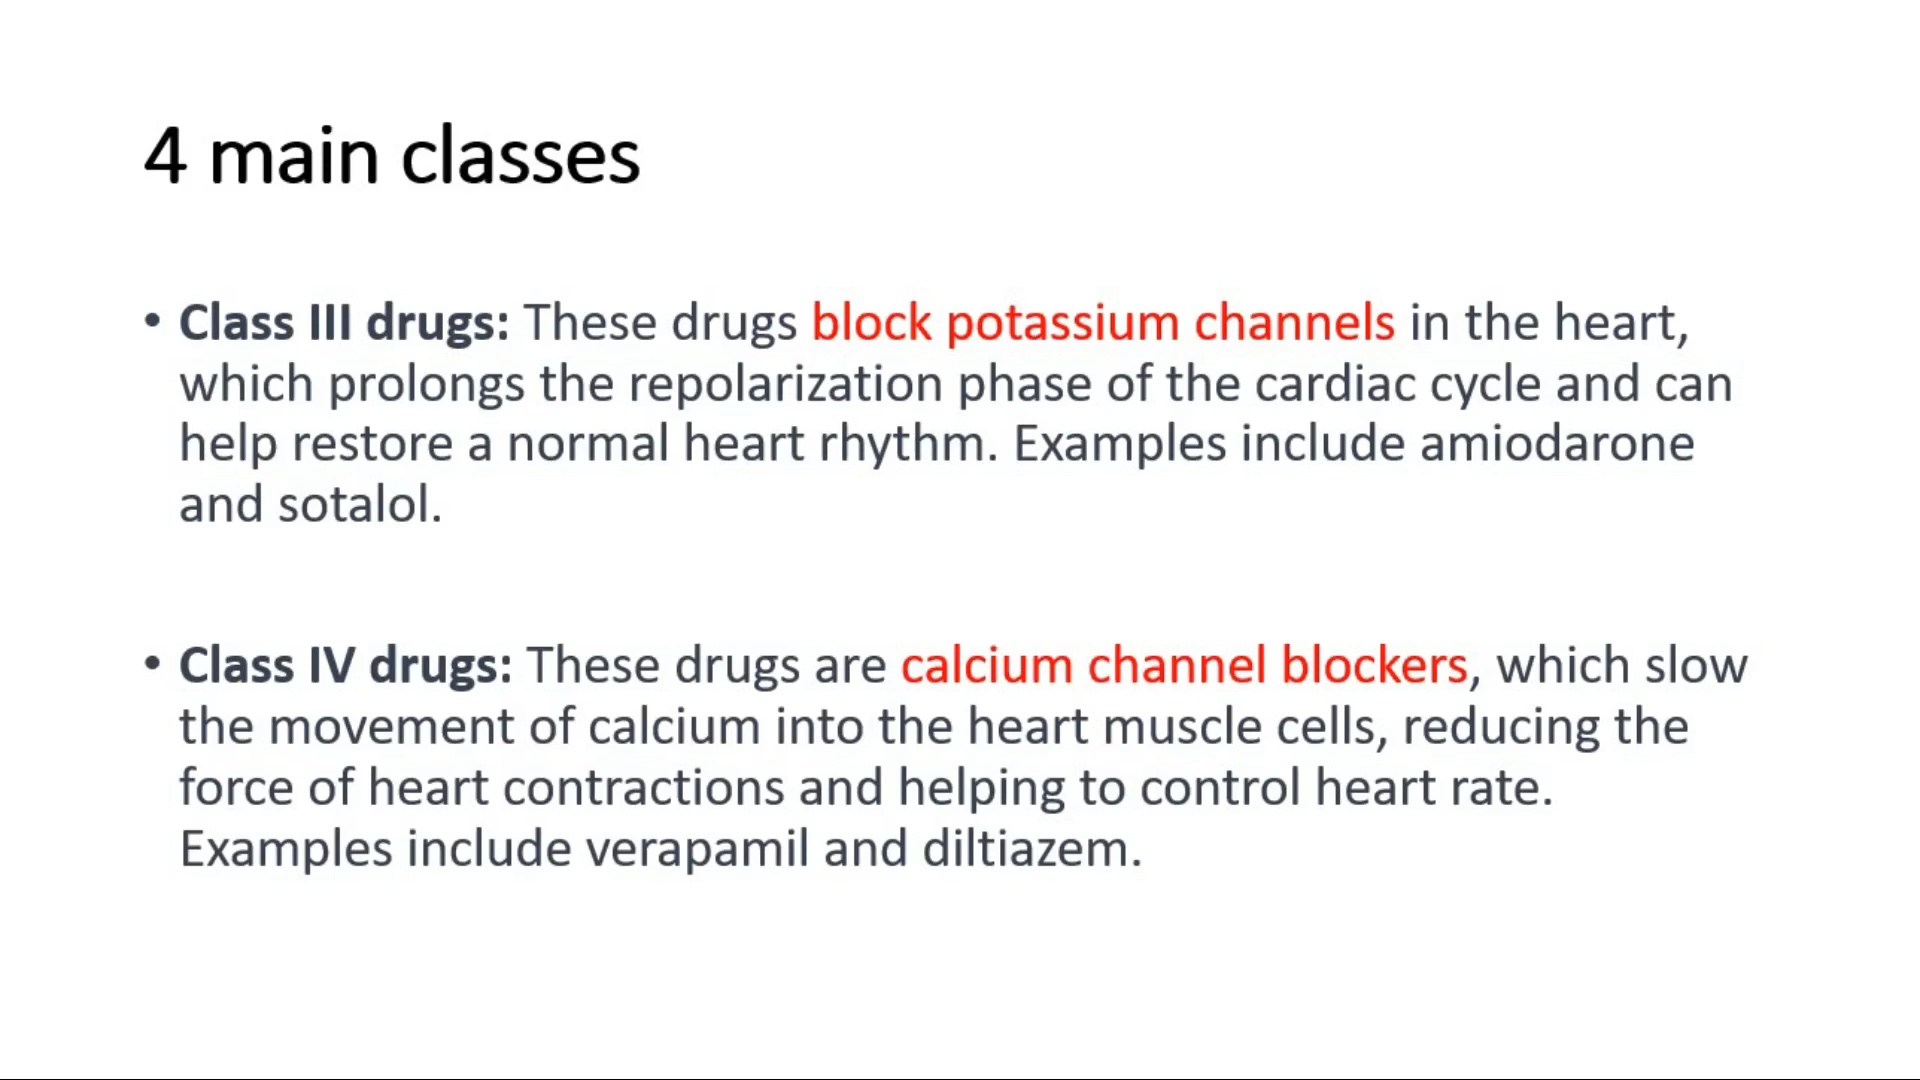 4 main classes
• Class III drugs: These drugs block potassium channels in the heart,
which prolongs the repolarization phase of the cardiac cycle and can
help restore a normal heart rhythm. Examples include amiodarone
and sotalol.
• Class IV drugs: These drugs are calcium channel blockers, which slow
the movement of calcium into the heart muscle cells, reducing the
force of heart contractions and helping to control heart rate.
Examples include verapamil and diltiazem.